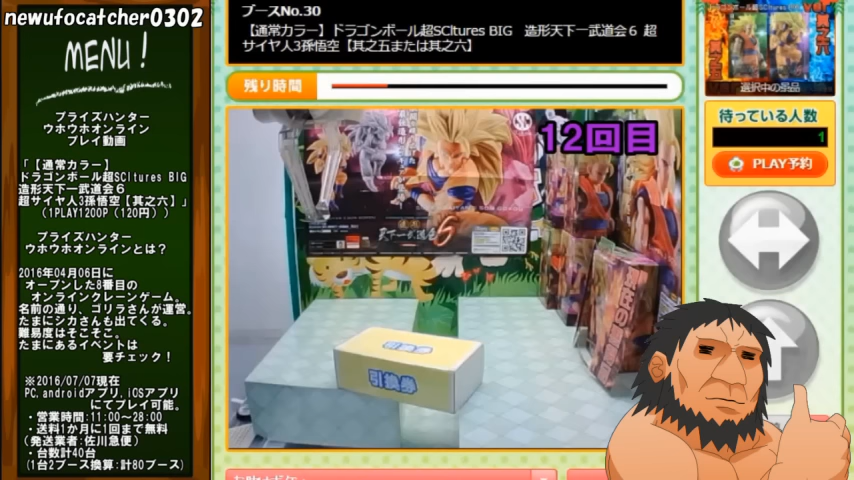 newufocatcher0302
MENU!
プライズハンター
ウホウホオンライン
プレイ動画
「【通常カラー】
ドラゴンボール超SCltures BIG
造形天下一武道会６
超サイヤ人3孫悟空【其之六】」
（1PLAY1200P（120円））
プライズハンター
ウホウホオンラインとは？
2016年04月06日に
オープンした8番目の
オンラインクレーンゲーム。
名前の通り、ゴリラさんが運営。
たまにシカさんも出てくる。
難易度はそこそこ。
たまにあるイベントは
要チェック！
※2016/07/07現在
PC,androidアプリ,iOSアプリ
にてプレイ可能。
・営業時間:11:00～28:00
・送料1か月に1回まで無料
（発送業者:佐川急便）
・台数計40台
(1台2ブース換算:計80ブース)
ブースNo.30
【通常カラー】ドラゴンボール超SCltures BIG　造形天下一武道会６ 超
サイヤ人3孫悟空【其之五または其之六】
残り時間
12回目
天下一武道会6
引換券
引換券
其之六
選択中の景品
待っている人数
1
PLAY予約